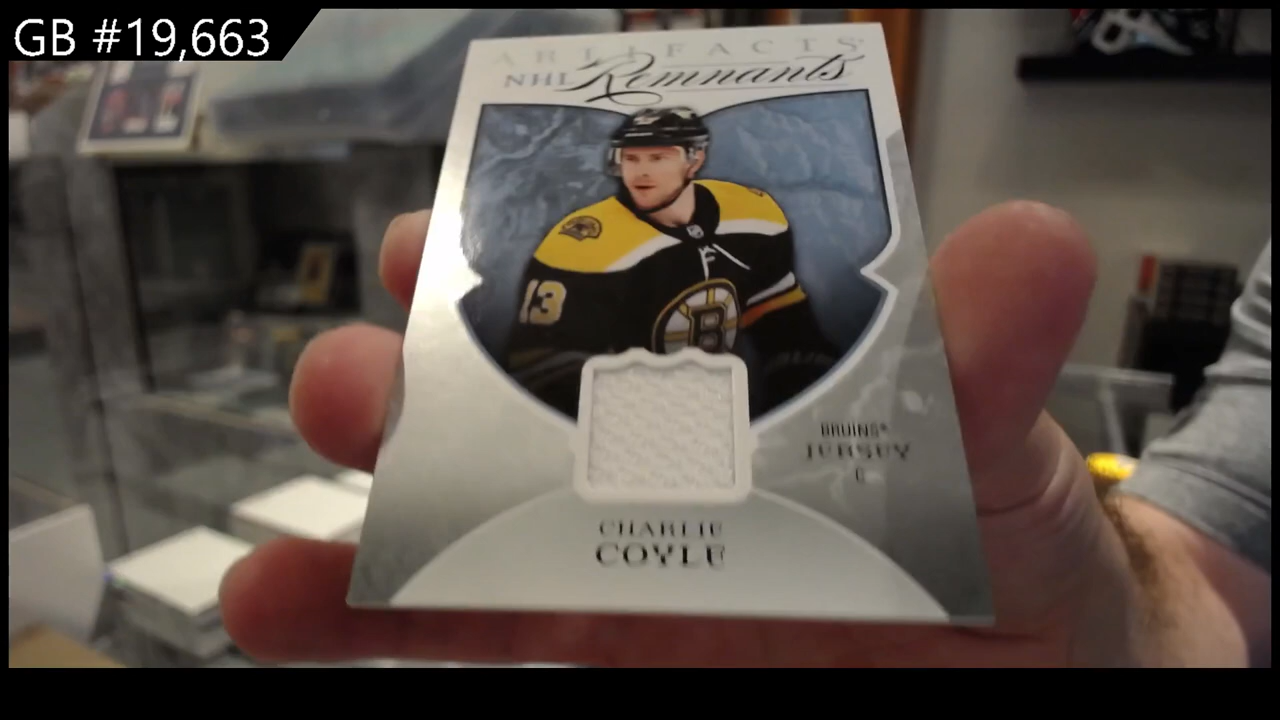 GB #19,663
ARTIFACTS
NHL Remnants
13
B
BRUINS®
JERSEY
C
CHARLIE
COYLE